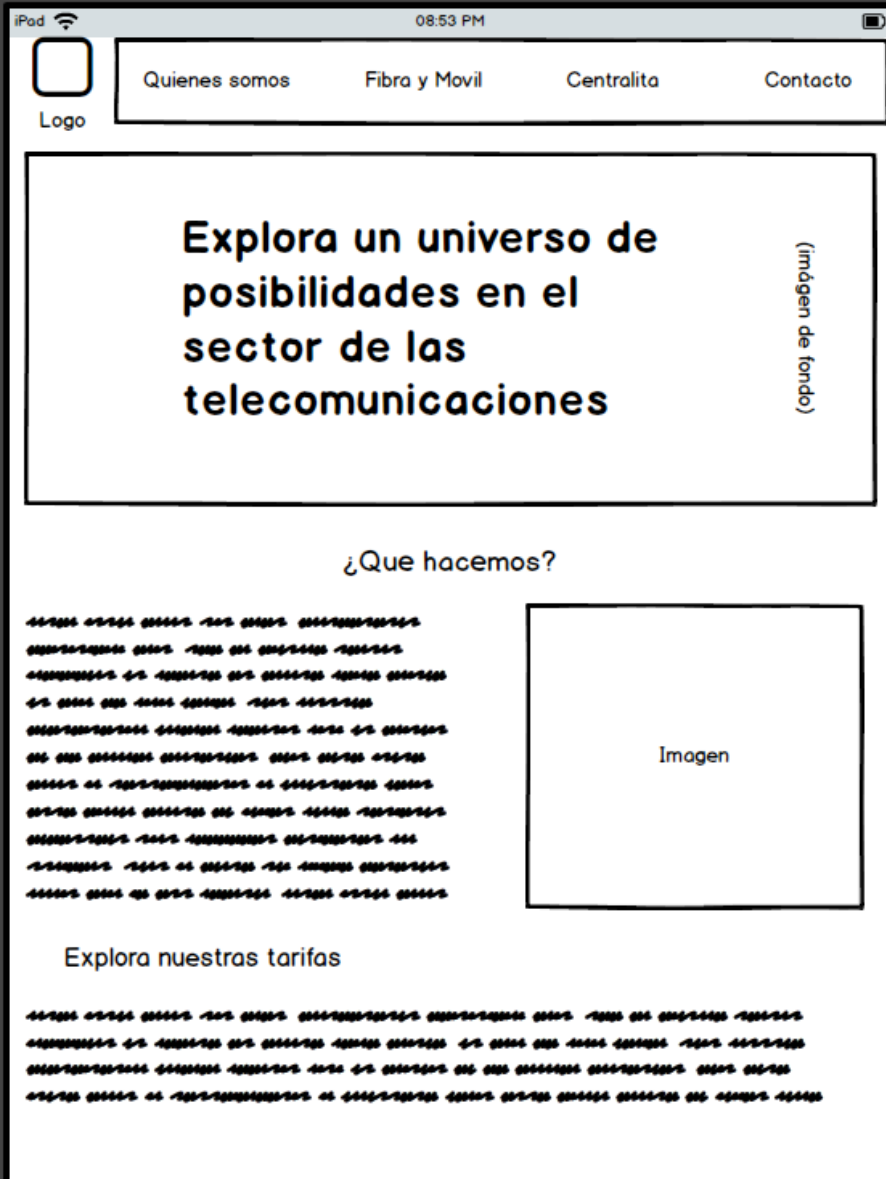 iPad
08:53 PM
Logo
Quienes somos
Fibra y Movil
Centralita
Contacto
Explora un universo de
posibilidades en el
sector de las
telecomunicaciones
(imágen de fondo)
¿Que hacemos?
Imagen
Explora nuestras tarifas